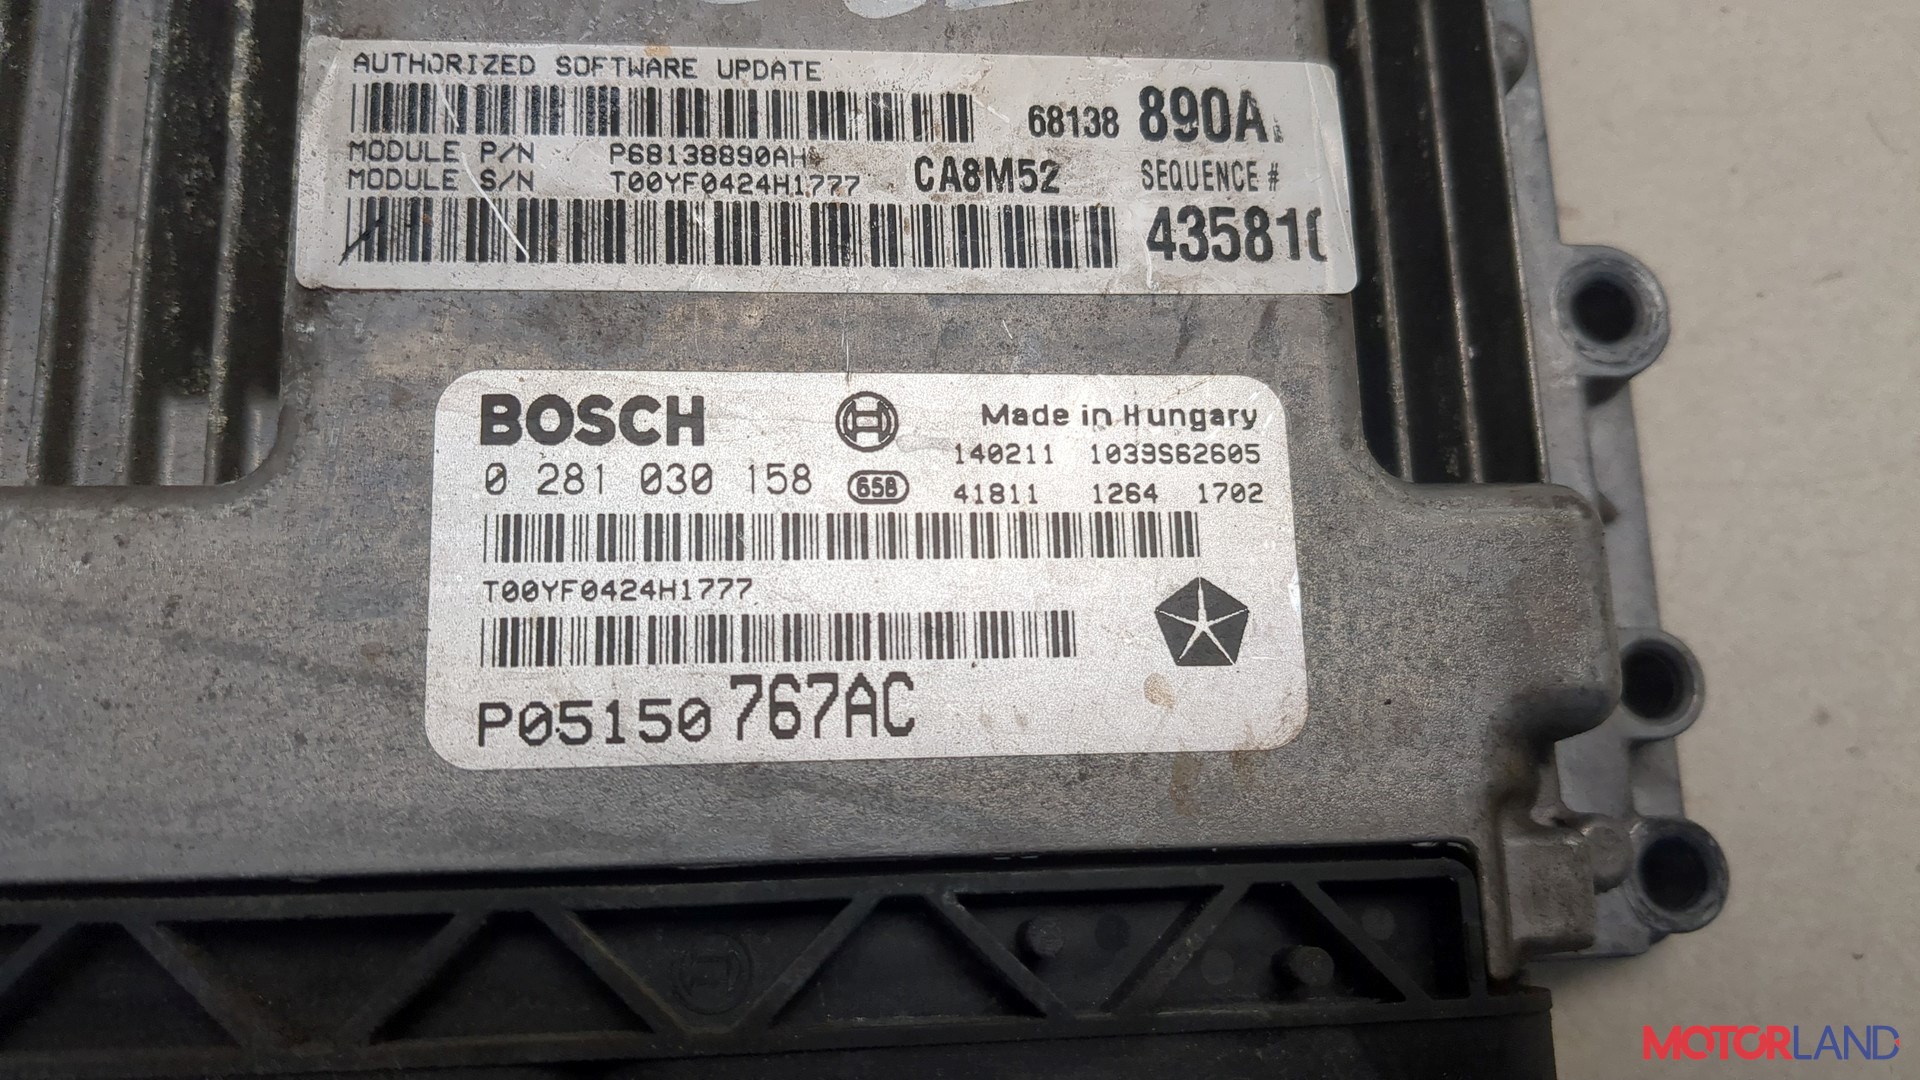 AUTHORIZED SOFTWARE UPDATE
68138 890A
MODULE P/N P68138890AH
MODULE S/N T00YF0424H1777 CA8M52 SEQUENCE #
43581
BOSCH Made in Hungary
140211 1039S62605
0 281 030 158 658 41811 1264 1702
T00YF0424H1777
P05150 767AC
MOTORLAND